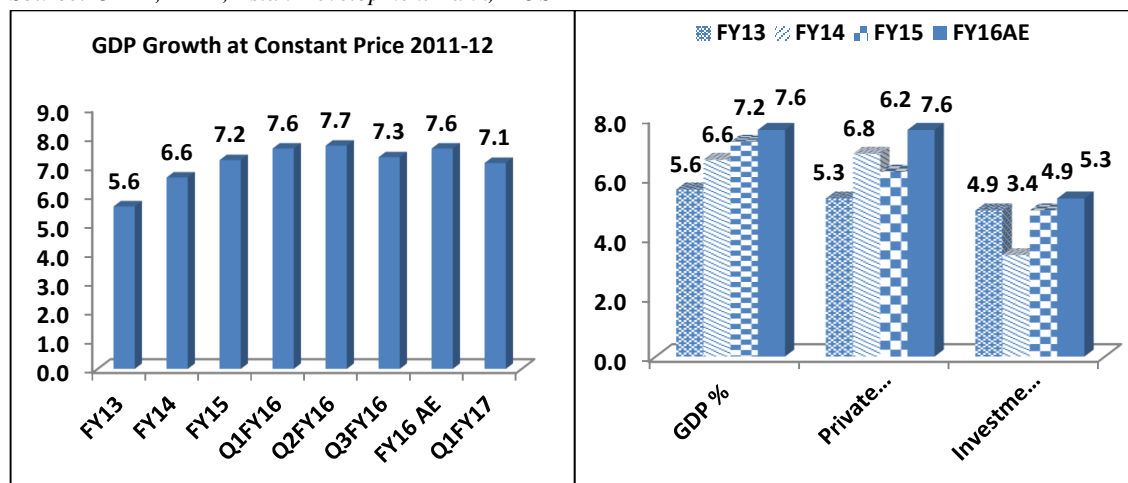 GDP Growth at Constant Price 2011-12
9.0
8.0
7.0
6.0
5.0
4.0
3.0
2.0
1.0
0.0
5.6
6.6
7.2
7.6
7.7
7.3
7.6
7.1
FY13
FY14
FY15
Q1FY16
Q2FY16
Q3FY16
FY16 AE
Q1FY17
FY13 FY14 FY15 FY16AE
8.0
6.0
4.0
2.0
0.0
5.6 6.6 7.2 7.6
5.3 6.8 6.2 7.6
4.9 3.4 4.9 5.3
GDP %
Private...
Investme...